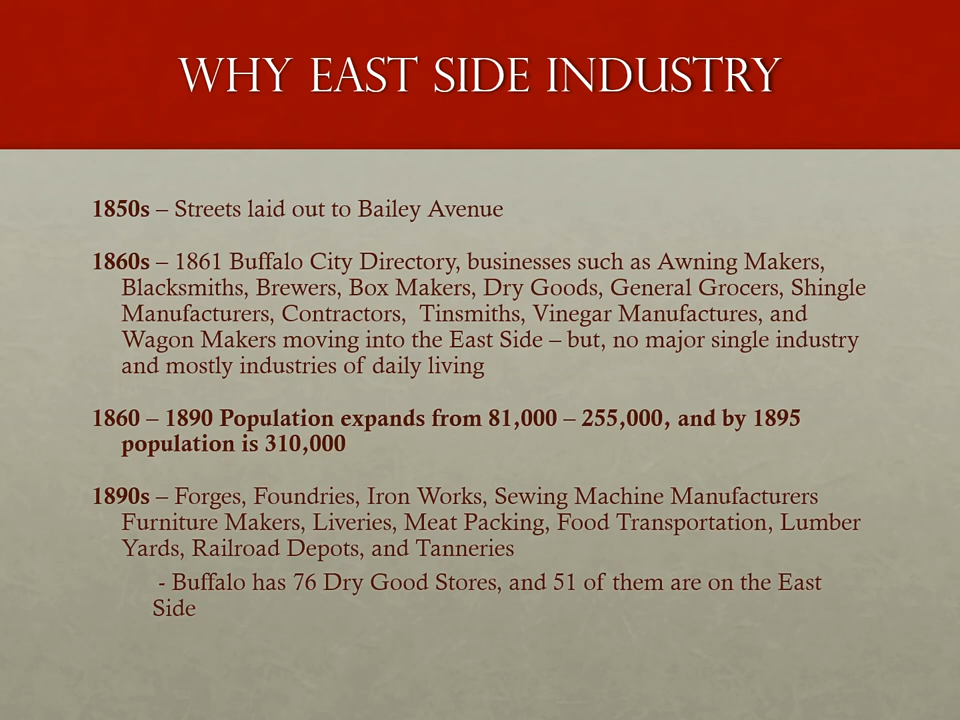 WHY EAST SIDE INDUSTRY
1850s – Streets laid out to Bailey Avenue
1860s – 1861 Buffalo City Directory, businesses such as Awning Makers,
Blacksmiths, Brewers, Box Makers, Dry Goods, General Grocers, Shingle
Manufacturers, Contractors, Tinsmiths, Vinegar Manufactures, and
Wagon Makers moving into the East Side – but, no major single industry
and mostly industries of daily living
1860 – 1890 Population expands from 81,000 – 255,000, and by 1895
population is 310,000
1890s – Forges, Foundries, Iron Works, Sewing Machine Manufacturers
Furniture Makers, Liveries, Meat Packing, Food Transportation, Lumber
Yards, Railroad Depots, and Tanneries
- Buffalo has 76 Dry Good Stores, and 51 of them are on the East
Side